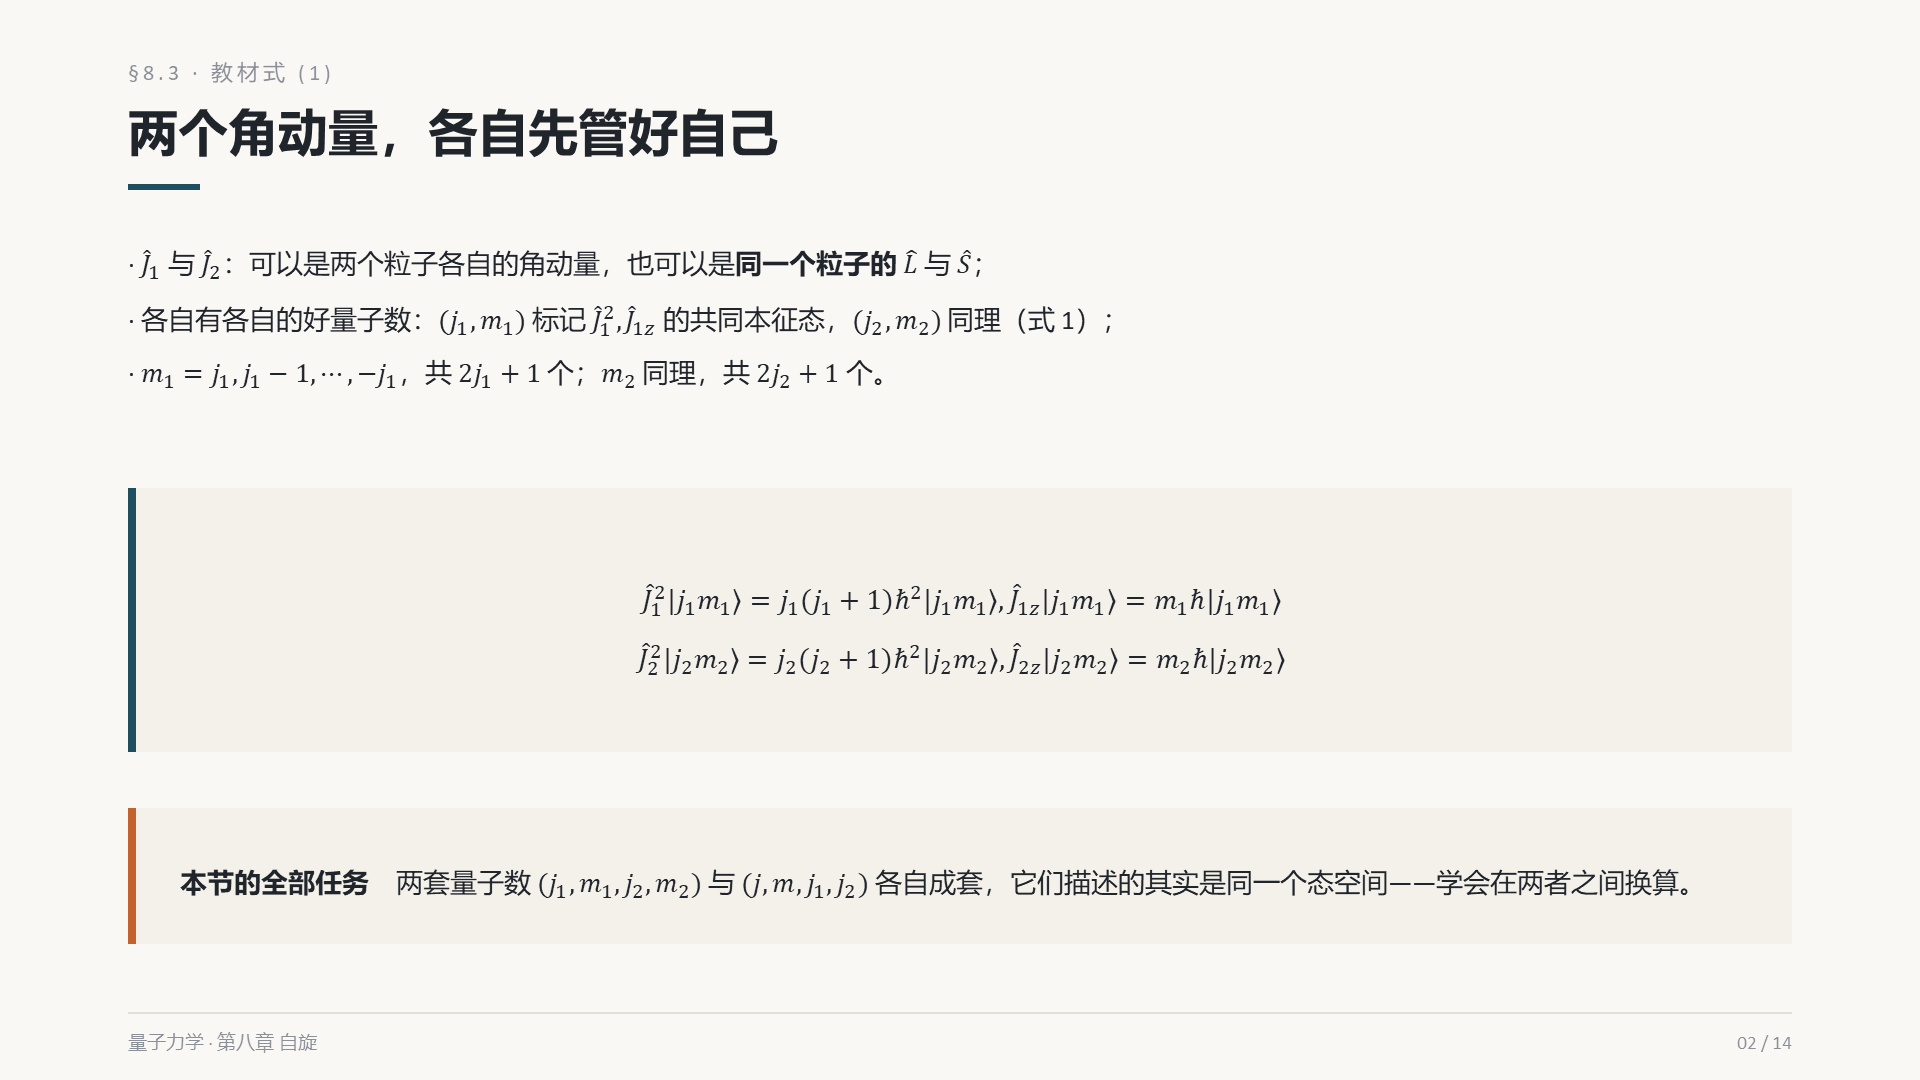 §8.3 · 教材式 (1)
两个角动量，各自先管好自己
· Ĵ₁ 与 Ĵ₂：可以是两个粒子各自的角动量，也可以是同一个粒子的 L̂ 与 Ŝ；
· 各自有各自的好量子数：(j₁, m₁) 标记 Ĵ₁², Ĵ₁z 的共同本征态，(j₂, m₂) 同理（式 1）；
· m₁ = j₁, j₁ − 1, ⋯ , −j₁，共 2j₁ + 1 个；m₂ 同理，共 2j₂ + 1 个。
Ĵ₁²|j₁m₁⟩ = j₁(j₁ + 1)ℏ²|j₁m₁⟩, Ĵ₁z|j₁m₁⟩ = m₁ℏ|j₁m₁⟩
Ĵ₂²|j₂m₂⟩ = j₂(j₂ + 1)ℏ²|j₂m₂⟩, Ĵ₂z|j₂m₂⟩ = m₂ℏ|j₂m₂⟩
本节的全部任务　两套量子数 (j₁, m₁, j₂, m₂) 与 (j, m, j₁, j₂) 各自成套，它们描述的其实是同一个态空间——学会在两者之间换算。
量子力学 · 第八章 自旋
02 / 14